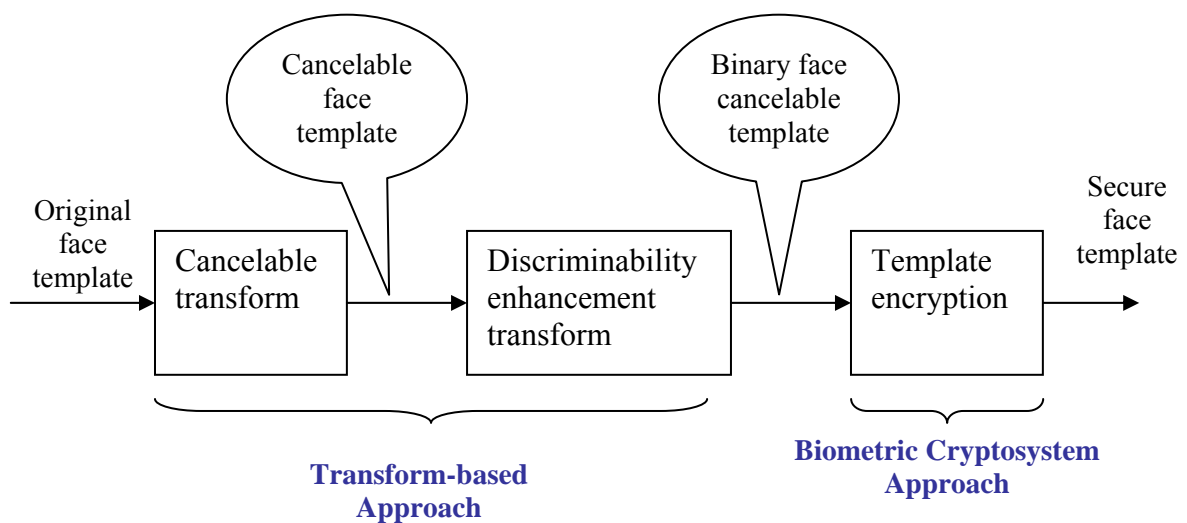 Cancelable
face
template
Binary face
cancelable
template
Original
face
template
Cancelable
transform
Discriminability
enhancement
transform
Template
encryption
Secure
face
template
Transform-based
Approach
Biometric Cryptosystem
Approach